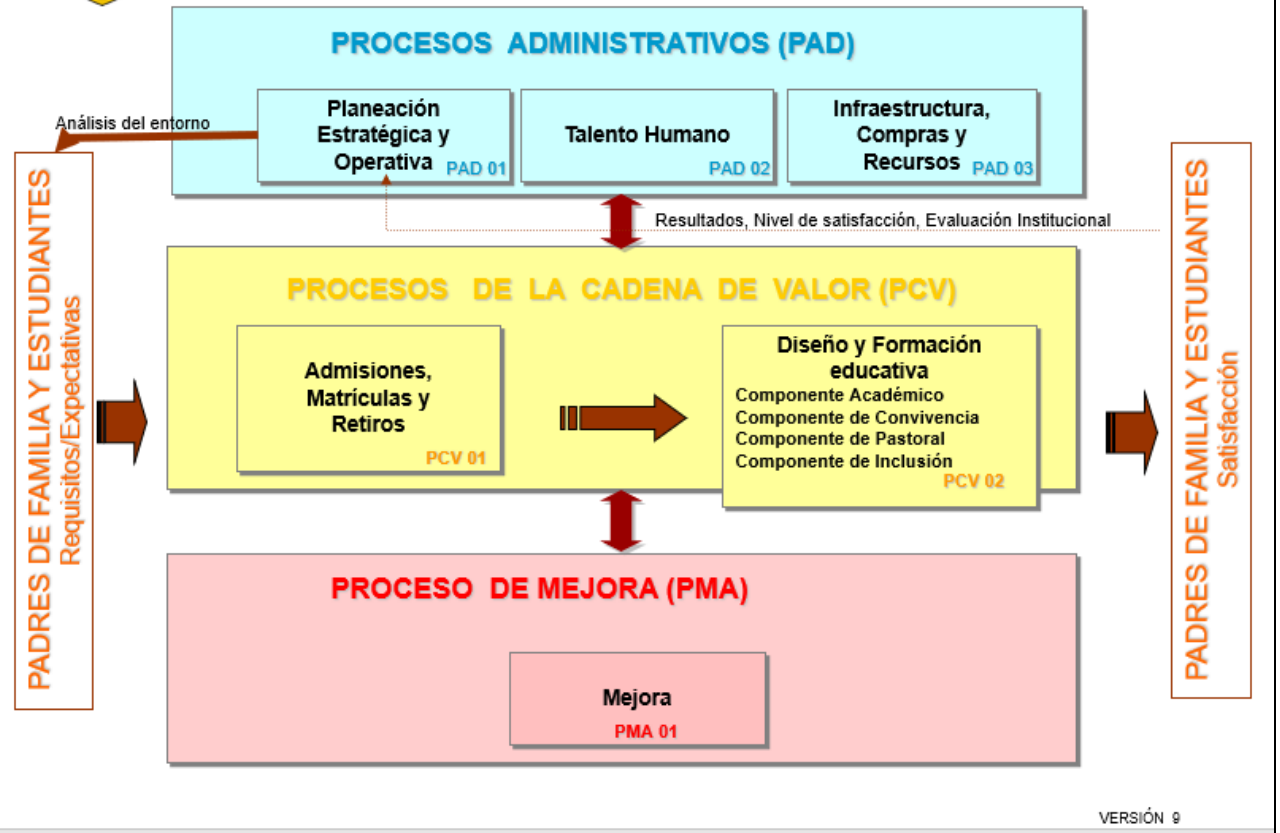 PROCESOS ADMINISTRATIVOS (PAD)
Análisis del entorno
Planeación
Estratégica y
Operativa PAD 01
Talento Humano
PAD 02
Infraestructura,
Compras y
Recursos PAD 03
Resultados, Nivel de satisfacción, Evaluación Institucional
PADRES DE FAMILIA Y ESTUDIANTES
Requisitos/Expectativas
PROCESOS DE LA CADENA DE VALOR (PCV)
Admisiones,
Matrículas y
Retiros
PCV 01
Diseño y Formación
educativa
Componente Académico
Componente de Convivencia
Componente de Pastoral
Componente de Inclusión
PCV 02
PADRES DE FAMILIA Y ESTUDIANTES
Satisfacción
PROCESO DE MEJORA (PMA)
Mejora
PMA 01
VERSIÓN 9